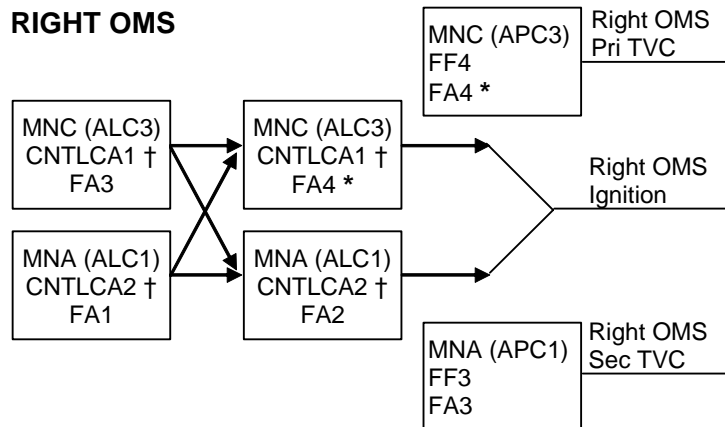 RIGHT OMS
MNC (APC3)
FF4
FA4 *
Right OMS
Pri TVC
MNC (ALC3)
CNTLCA1 †
FA3
MNC (ALC3)
CNTLCA1 †
FA4 *
Right OMS
Ignition
MNA (ALC1)
CNTLCA2 †
FA1
MNA (ALC1)
CNTLCA2 †
FA2
MNA (APC1)
FF3
FA3
Right OMS
Sec TVC